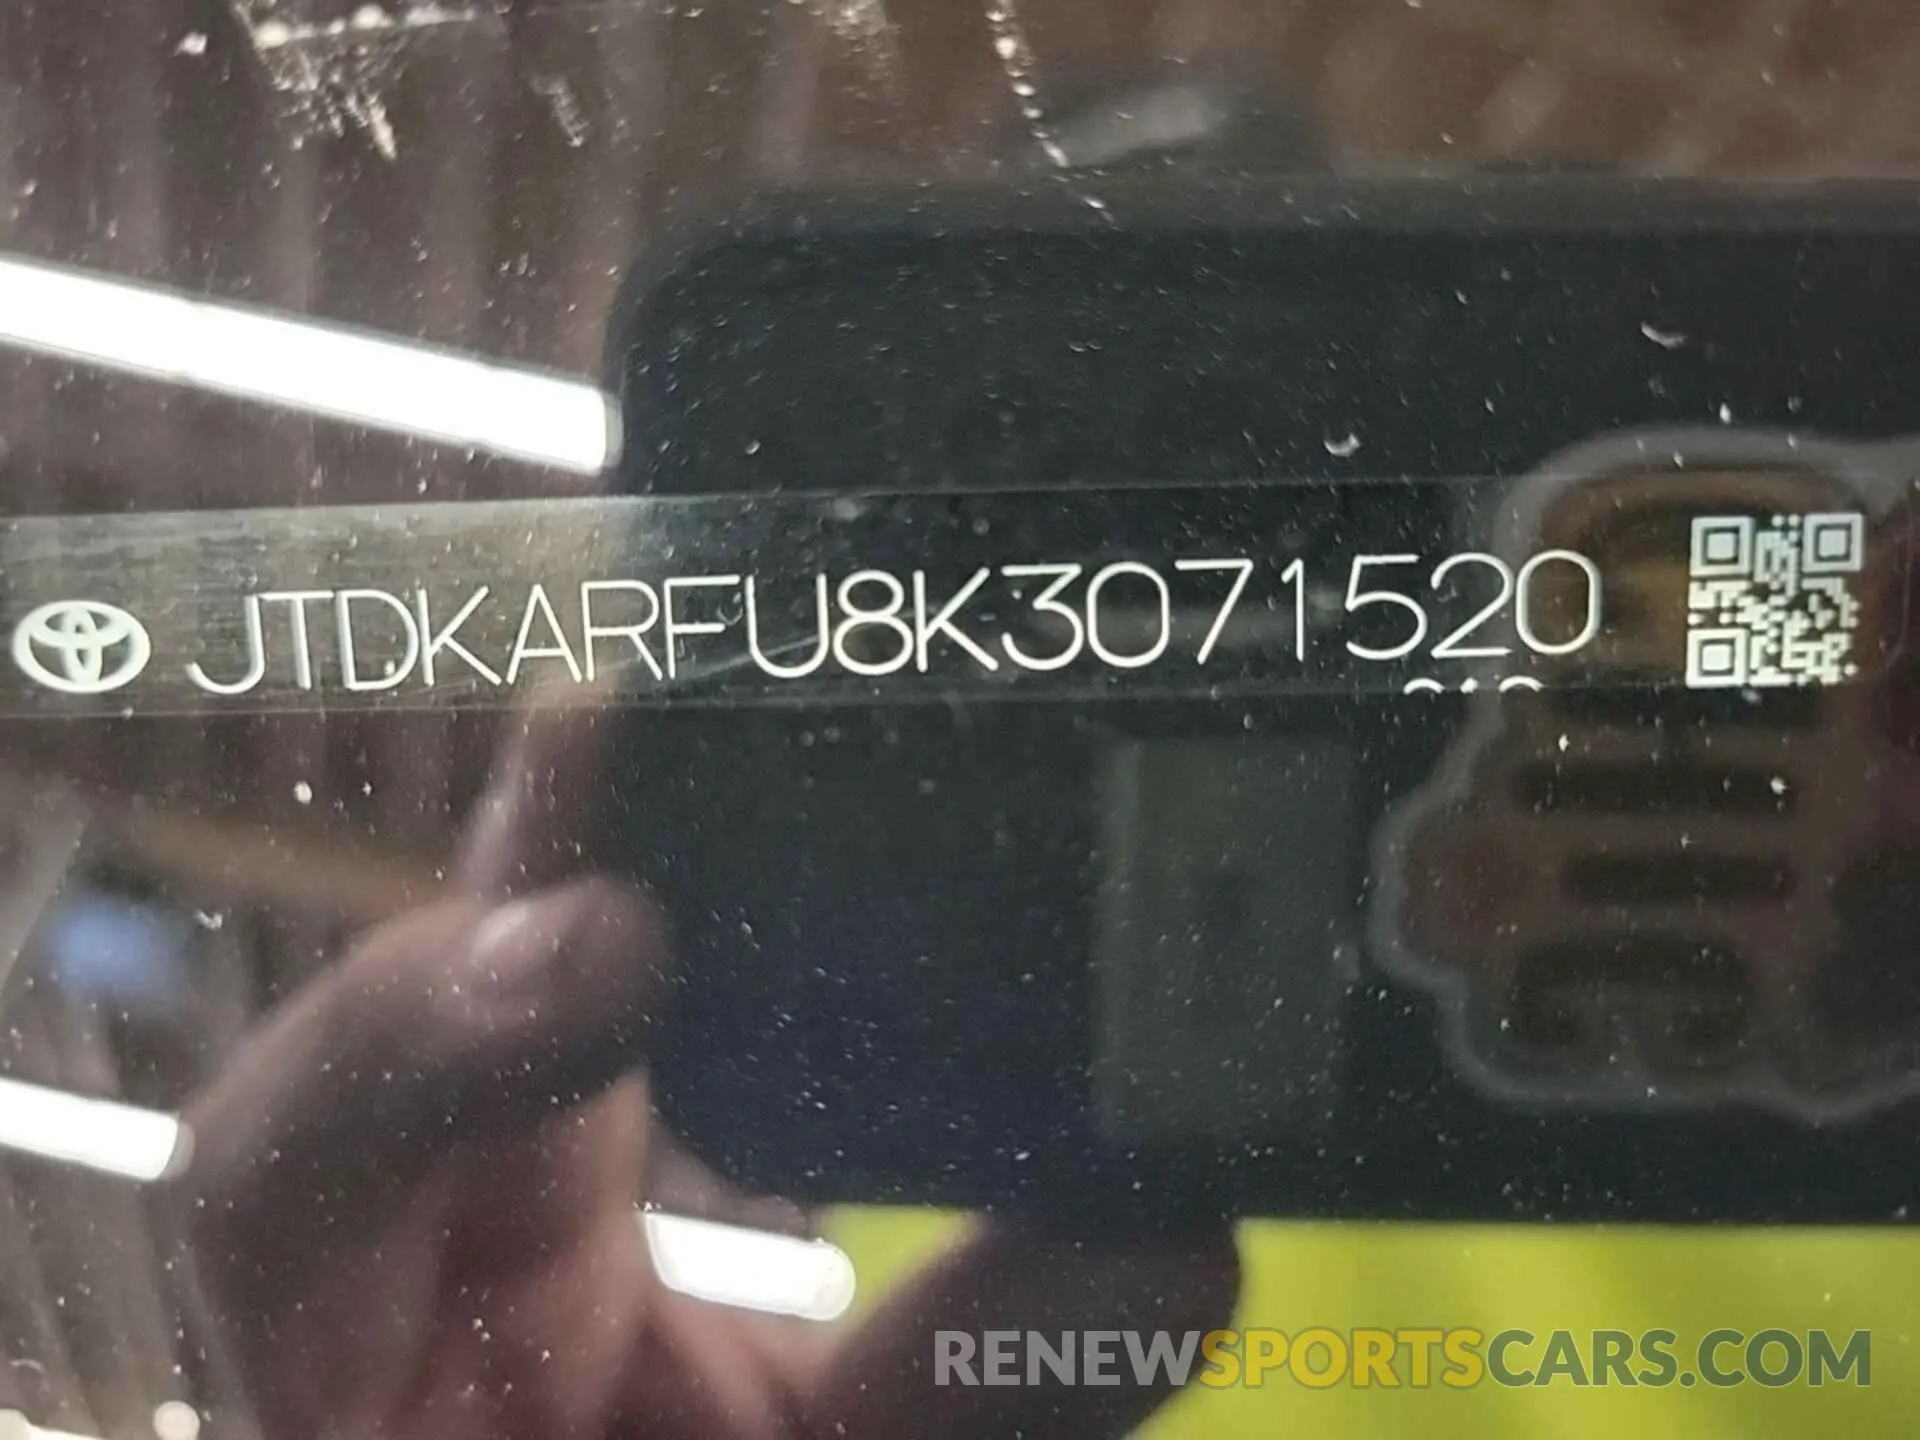 JTDKARFU8K3071520
RENEWSPORTSCARS.COM